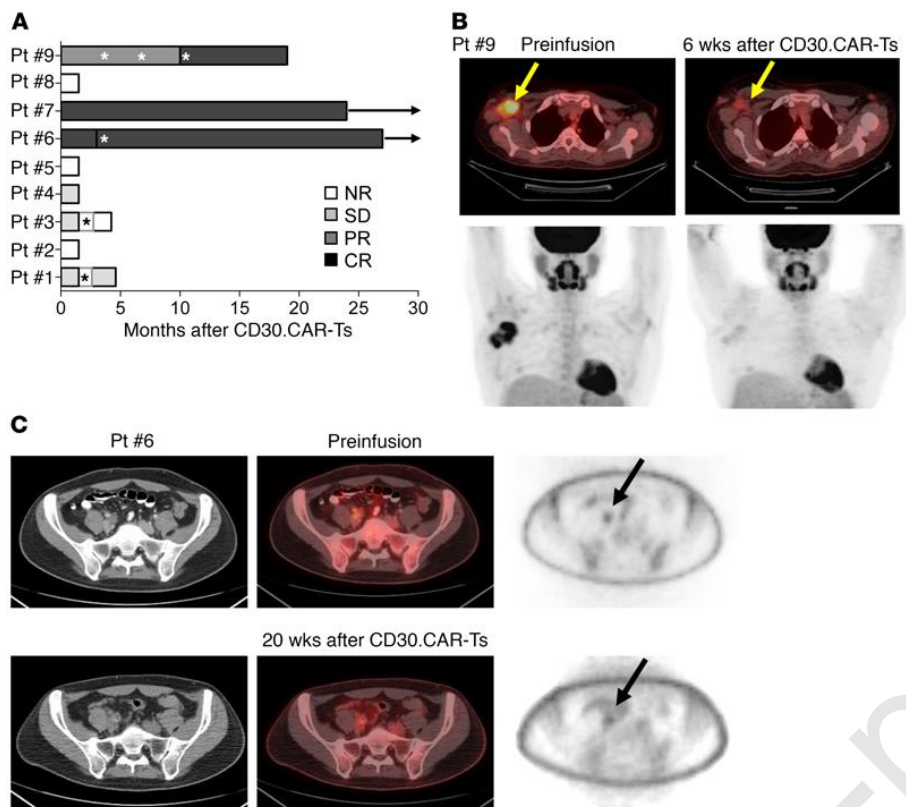 A
Pt #9
Pt #8
Pt #7
Pt #6
Pt #5
Pt #4
Pt #3
Pt #2
Pt #1
*
*
*
*
*
*
NR
SD
PR
CR
0 5 10 15 20 25 30
Months after CD30.CAR-Ts
B
Pt #9 Preinfusion 6 wks after CD30.CAR-Ts
C
Pt #6 Preinfusion
20 wks after CD30.CAR-Ts